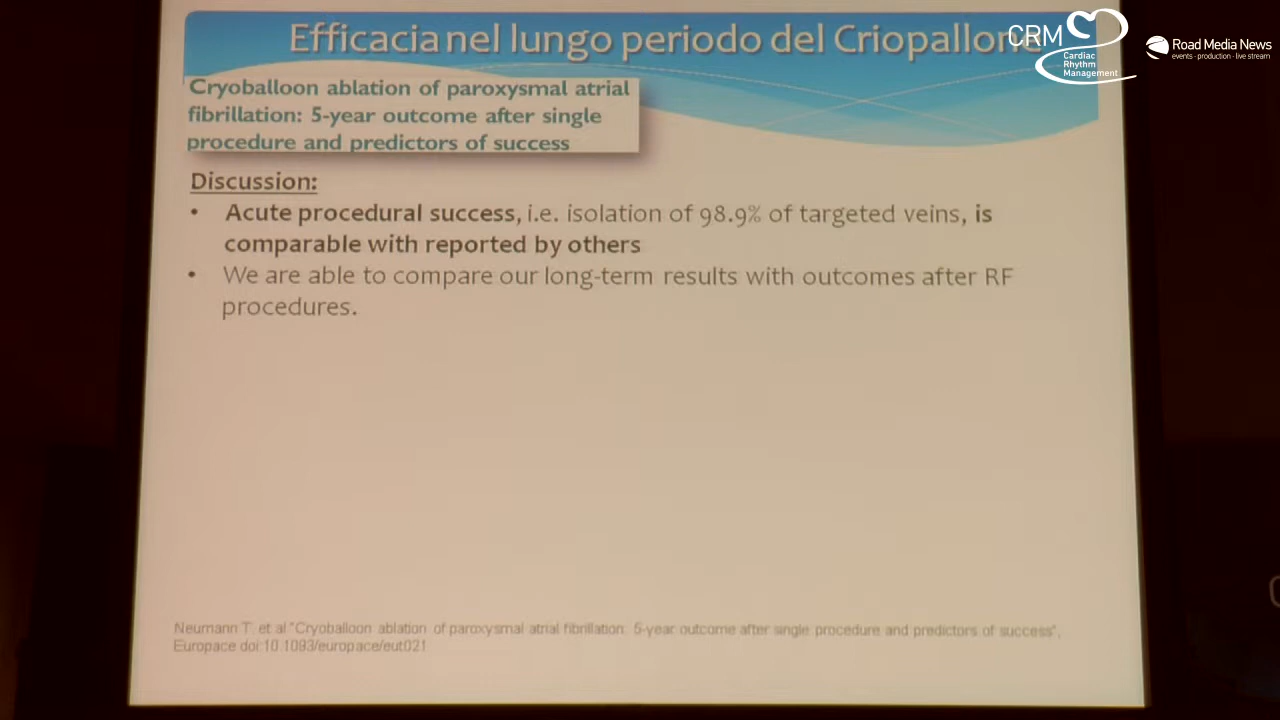 Efficacia nel lungo periodo del Criopallone
CRM
Cardiac
Rhythm
Management
Road Media News
events · production · live stream
Cryoballoon ablation of paroxysmal atrial
fibrillation: 5-year outcome after single
procedure and predictors of success
Discussion:
• Acute procedural success, i.e. isolation of 98.9% of targeted veins, is
comparable with reported by others
• We are able to compare our long-term results with outcomes after RF
procedures.
Neumann T. et al "Cryoballoon ablation of paroxysmal atrial fibrillation: 5-year outcome after single procedure and predictors of success",
Europace doi:10.1093/europace/eut021